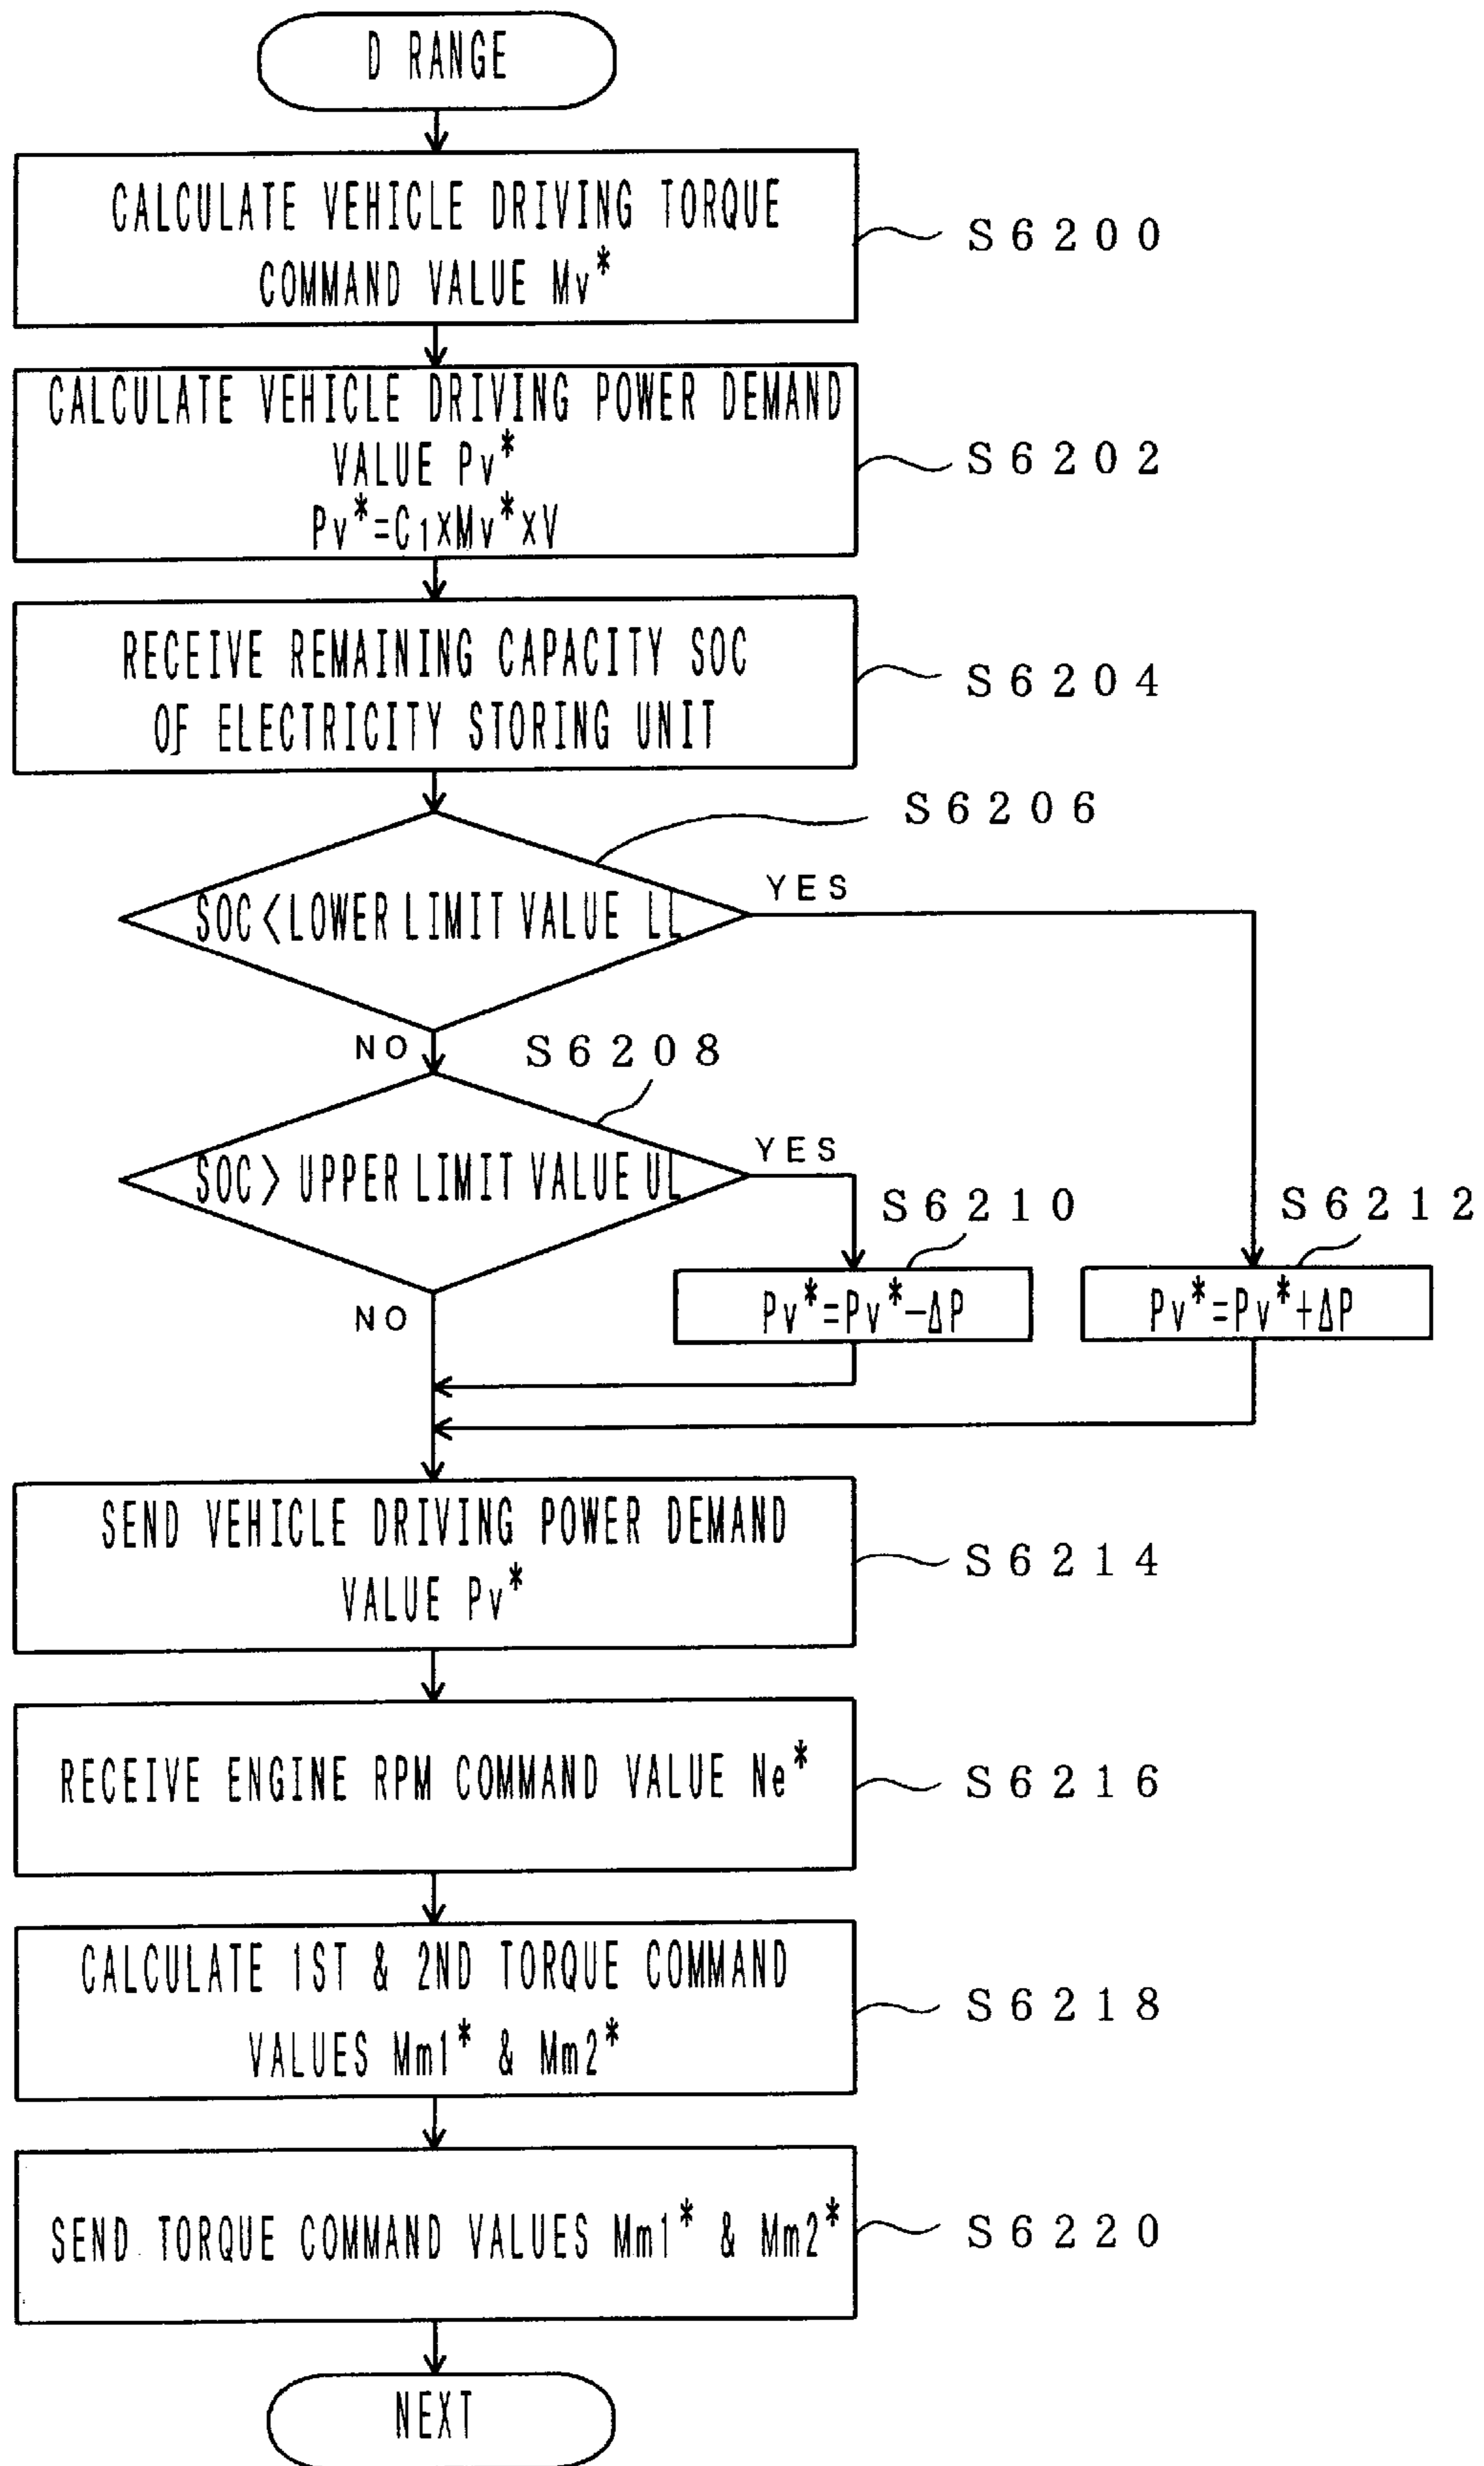 D RANGE
CALCULATE VEHICLE DRIVING TORQUE
COMMAND VALUE Mv*
S6200
CALCULATE VEHICLE DRIVING POWER DEMAND
VALUE Pv*
Pv*=C1×Mv*×V
S6202
RECEIVE REMAINING CAPACITY SOC
OF ELECTRICITY STORING UNIT
S6204
S6206
SOC<LOWER LIMIT VALUE LL
YES
NO
S6208
SOC> UPPER LIMIT VALUE UL
YES
NO
S6210
Pv*=Pv*-ΔP
S6212
Pv*=Pv*+ΔP
SEND VEHICLE DRIVING POWER DEMAND
VALUE Pv*
S6214
RECEIVE ENGINE RPM COMMAND VALUE Ne*
S6216
CALCULATE 1ST & 2ND TORQUE COMMAND
VALUES Mm1* & Mm2*
S6218
SEND TORQUE COMMAND VALUES Mm1* & Mm2*
S6220
NEXT